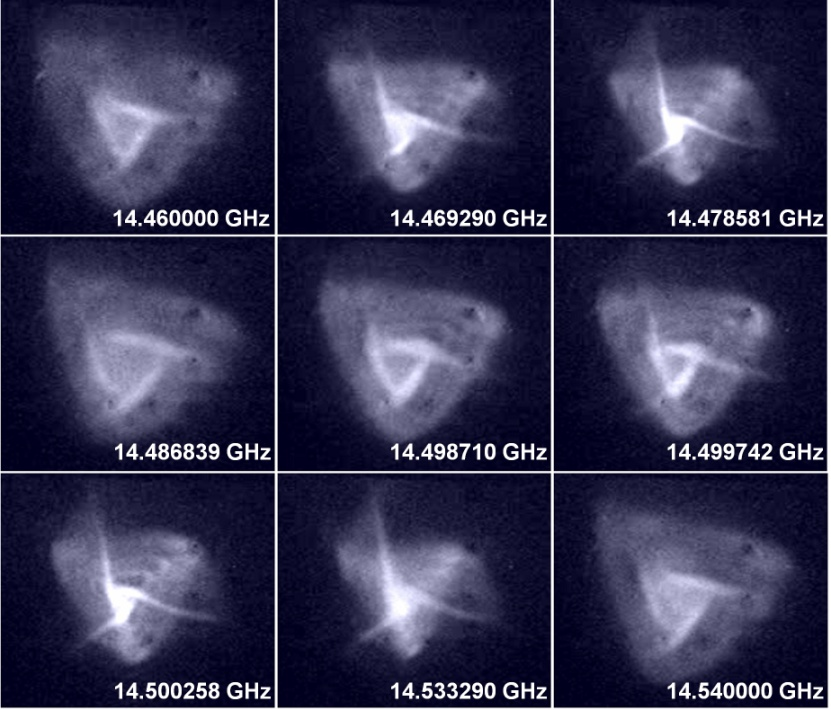 14.460000 GHz
14.469290 GHz
14.478581 GHz
14.486839 GHz
14.498710 GHz
14.499742 GHz
14.500258 GHz
14.533290 GHz
14.540000 GHz